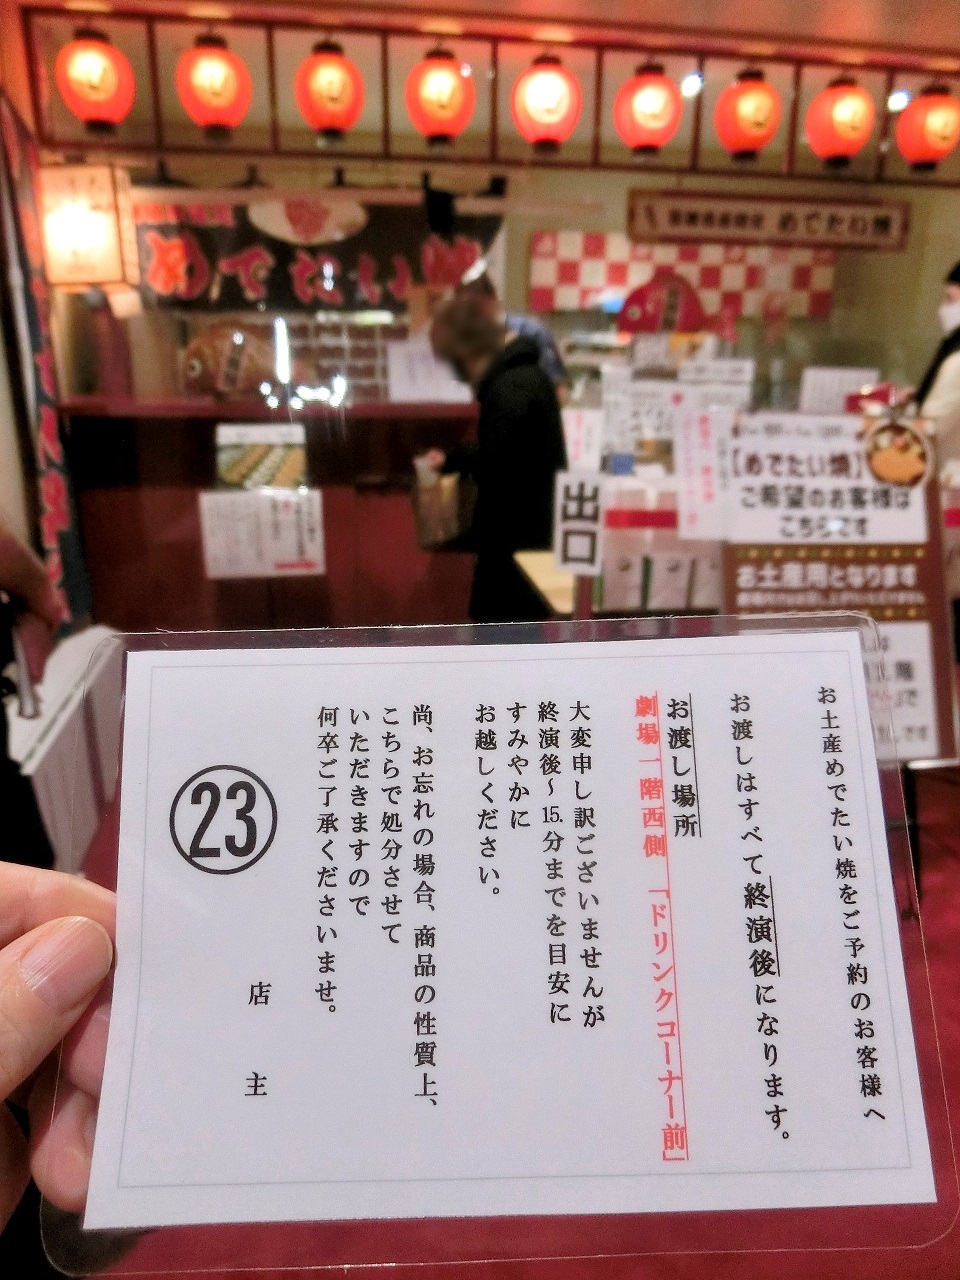 めでたい焼
めでたい焼
出口
【めでたい焼】
ご希望のお客様は
こちらです
お土産用となります
お土産めでたい焼をご予約のお客様へ
お渡しはすべて終演後になります。
お渡し場所
劇場一階西側 「ドリンクコーナー前」
大変申し訳ございませんが
終演後～15.分までを目安に
すみやかに
お越しください。
尚、お忘れの場合、商品の性質上、
こちらで処分させて
いただきますので
何卒ご了承くださいませ。
店主
23